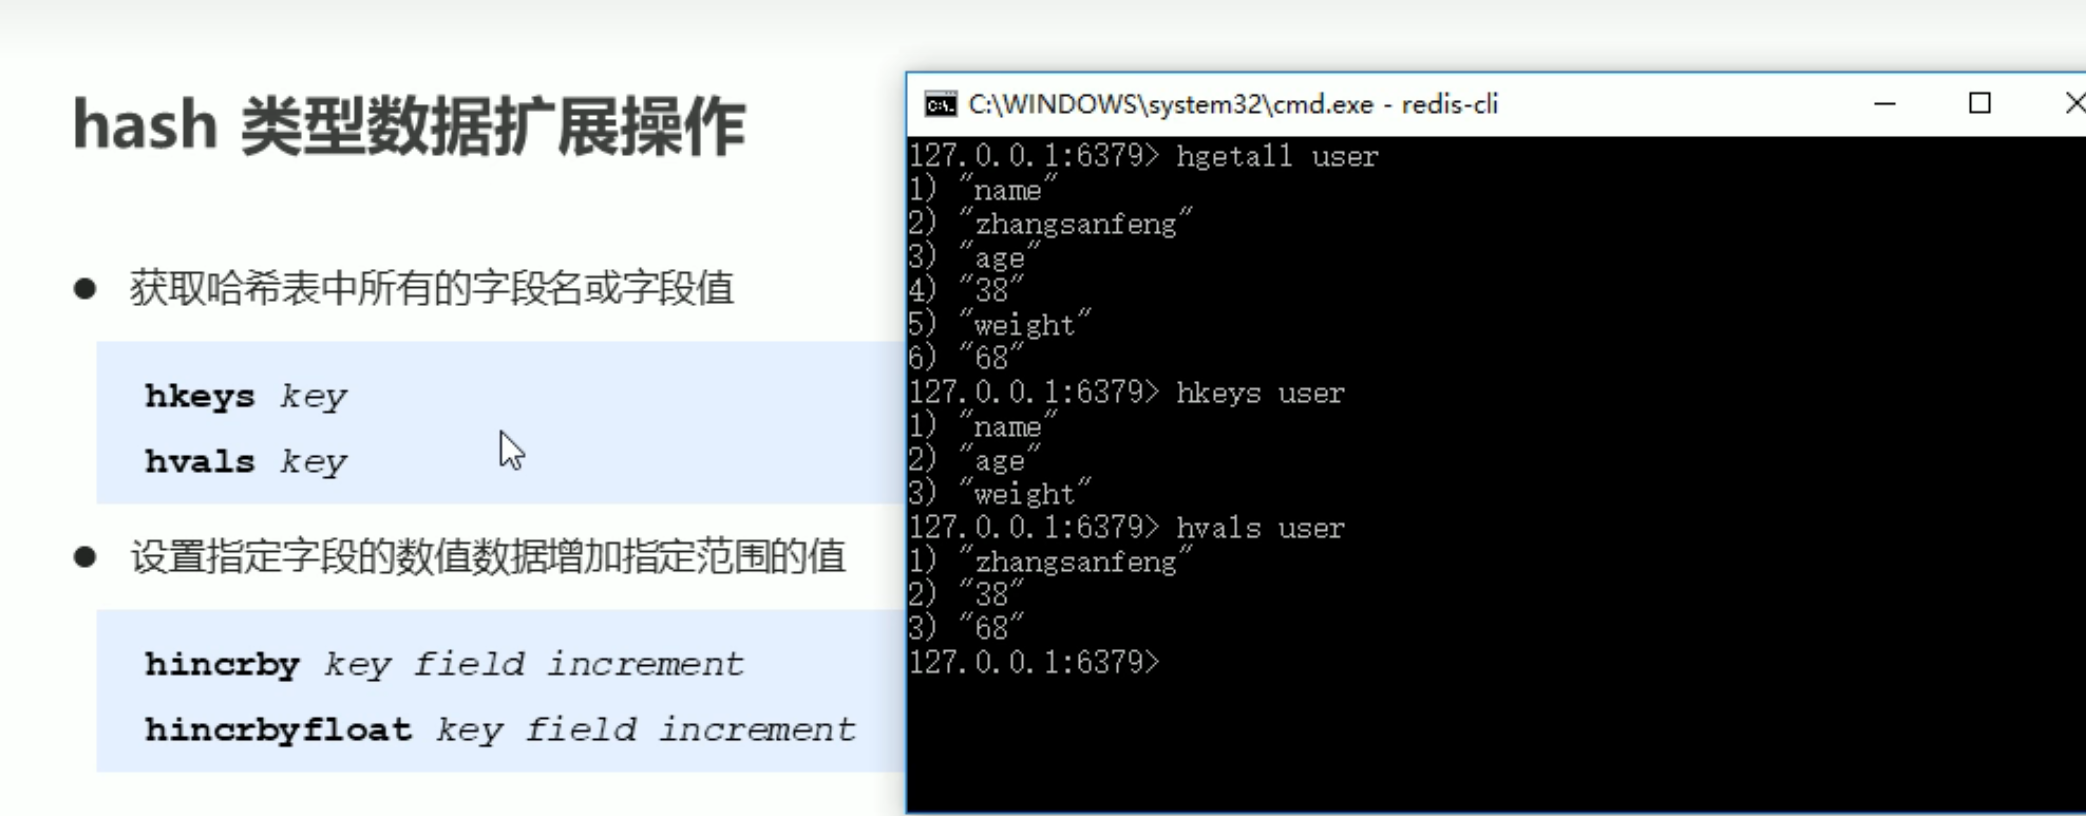 hash 类型数据扩展操作
● 获取哈希表中所有的字段名或字段值
hkeys key
hvals key
● 设置指定字段的数值数据增加指定范围的值
hincrby key field increment
hincrbyfloat key field increment
C:\WINDOWS\system32\cmd.exe - redis-cli
127.0.0.1:6379> hgetall user
1) "name"
2) "zhangsanfeng"
3) "age"
4) "38"
5) "weight"
6) "68"
127.0.0.1:6379> hkeys user
1) "name"
2) "age"
3) "weight"
127.0.0.1:6379> hvals user
1) "zhangsanfeng"
2) "38"
3) "68"
127.0.0.1:6379>